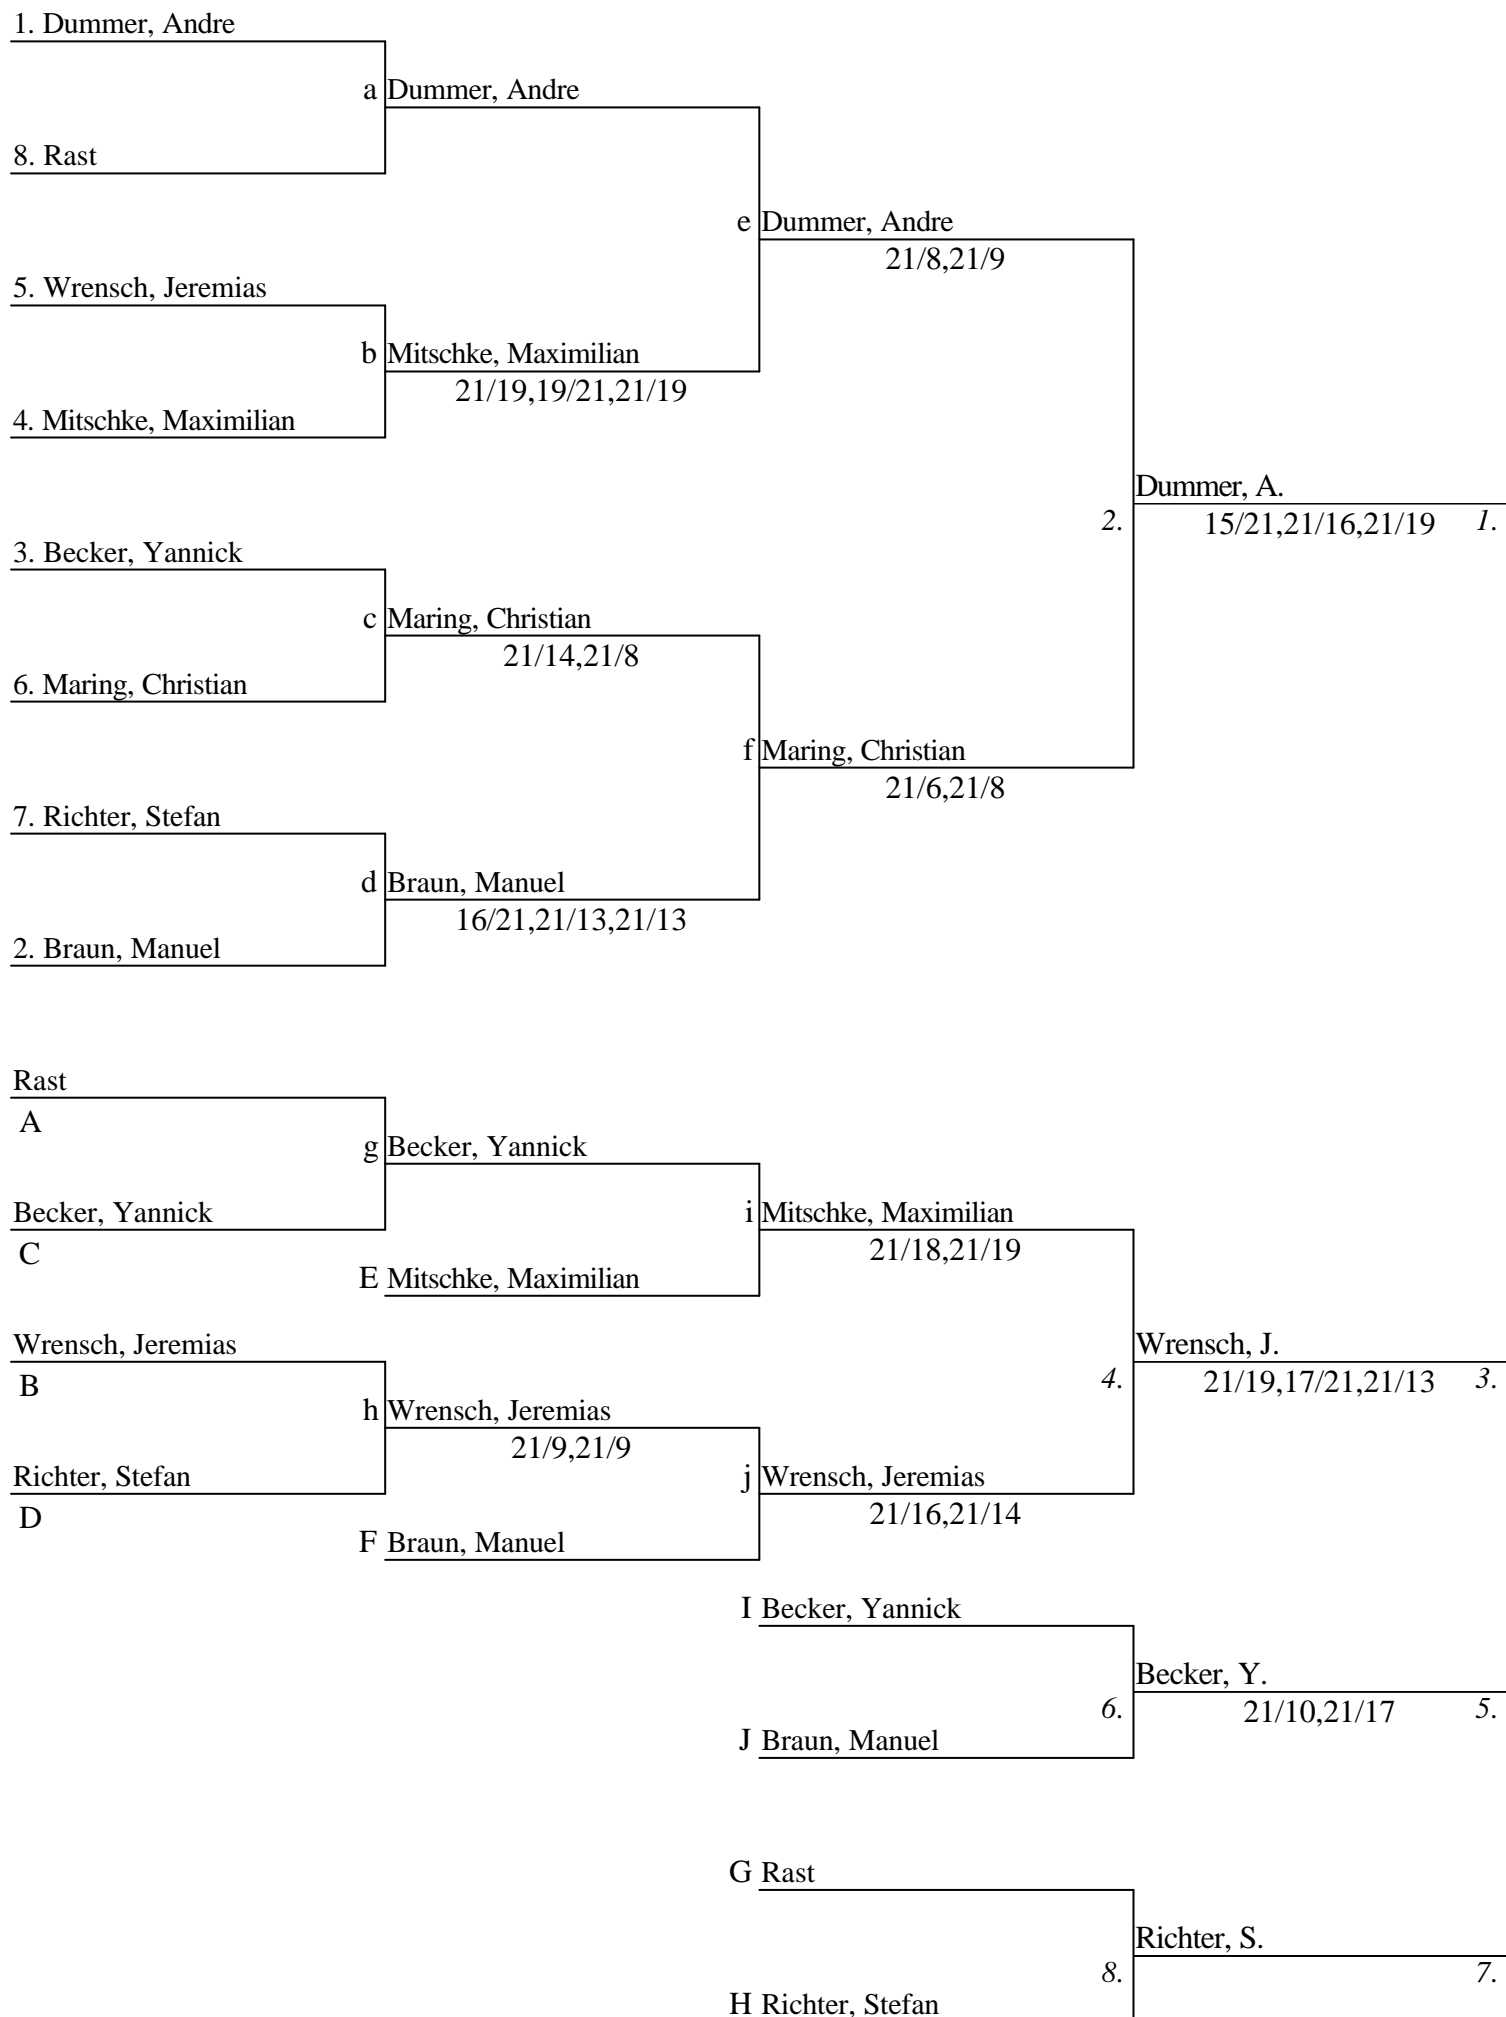 1. Dummer, Andre
a Dummer, Andre
8. Rast
e Dummer, Andre
21/8,21/9
5. Wrensch, Jeremias
b Mitschke, Maximilian
21/19,19/21,21/19
4. Mitschke, Maximilian
Dummer, A.
2. 15/21,21/16,21/19 1.
3. Becker, Yannick
c Maring, Christian
21/14,21/8
6. Maring, Christian
f Maring, Christian
21/6,21/8
7. Richter, Stefan
d Braun, Manuel
16/21,21/13,21/13
2. Braun, Manuel
Rast
A
g Becker, Yannick
Becker, Yannick
C
i Mitschke, Maximilian
21/18,21/19
E Mitschke, Maximilian
Wrensch, Jeremias
B
Wrensch, J.
4. 21/19,17/21,21/13 3.
h Wrensch, Jeremias
21/9,21/9
Richter, Stefan
D
j Wrensch, Jeremias
21/16,21/14
F Braun, Manuel
I Becker, Yannick
Becker, Y.
6. 21/10,21/17 5.
J Braun, Manuel
G Rast
Richter, S.
8. 7.
H Richter, Stefan